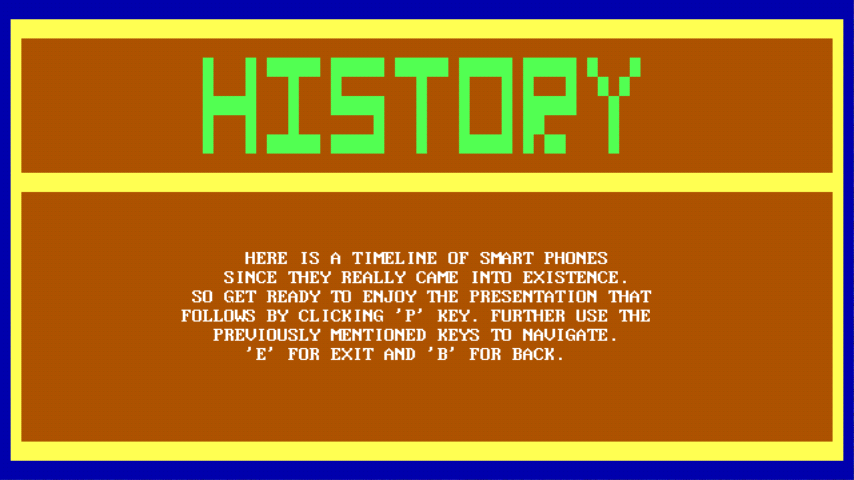 HISTORY
HERE IS A TIMELINE OF SMART PHONES
SINCE THEY REALLY CAME INTO EXISTENCE.
SO GET READY TO ENJOY THE PRESENTATION THAT
FOLLOWS BY CLICKING 'P' KEY. FURTHER USE THE
PREVIOUSLY MENTIONED KEYS TO NAVIGATE.
'E' FOR EXIT AND 'B' FOR BACK.